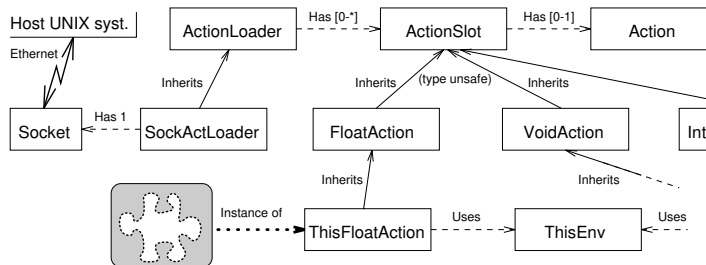 Host UNIX syst.
ActionLoader
Has [0-*]
ActionSlot
Has [0-1]
Action
Ethernet
Inherits
Inherits
(type unsafe)
Inherits
Socket
Has 1
SockActLoader
FloatAction
VoidAction
Int
Inherits
Inherits
Instance of
ThisFloatAction
Uses
ThisEnv
Uses